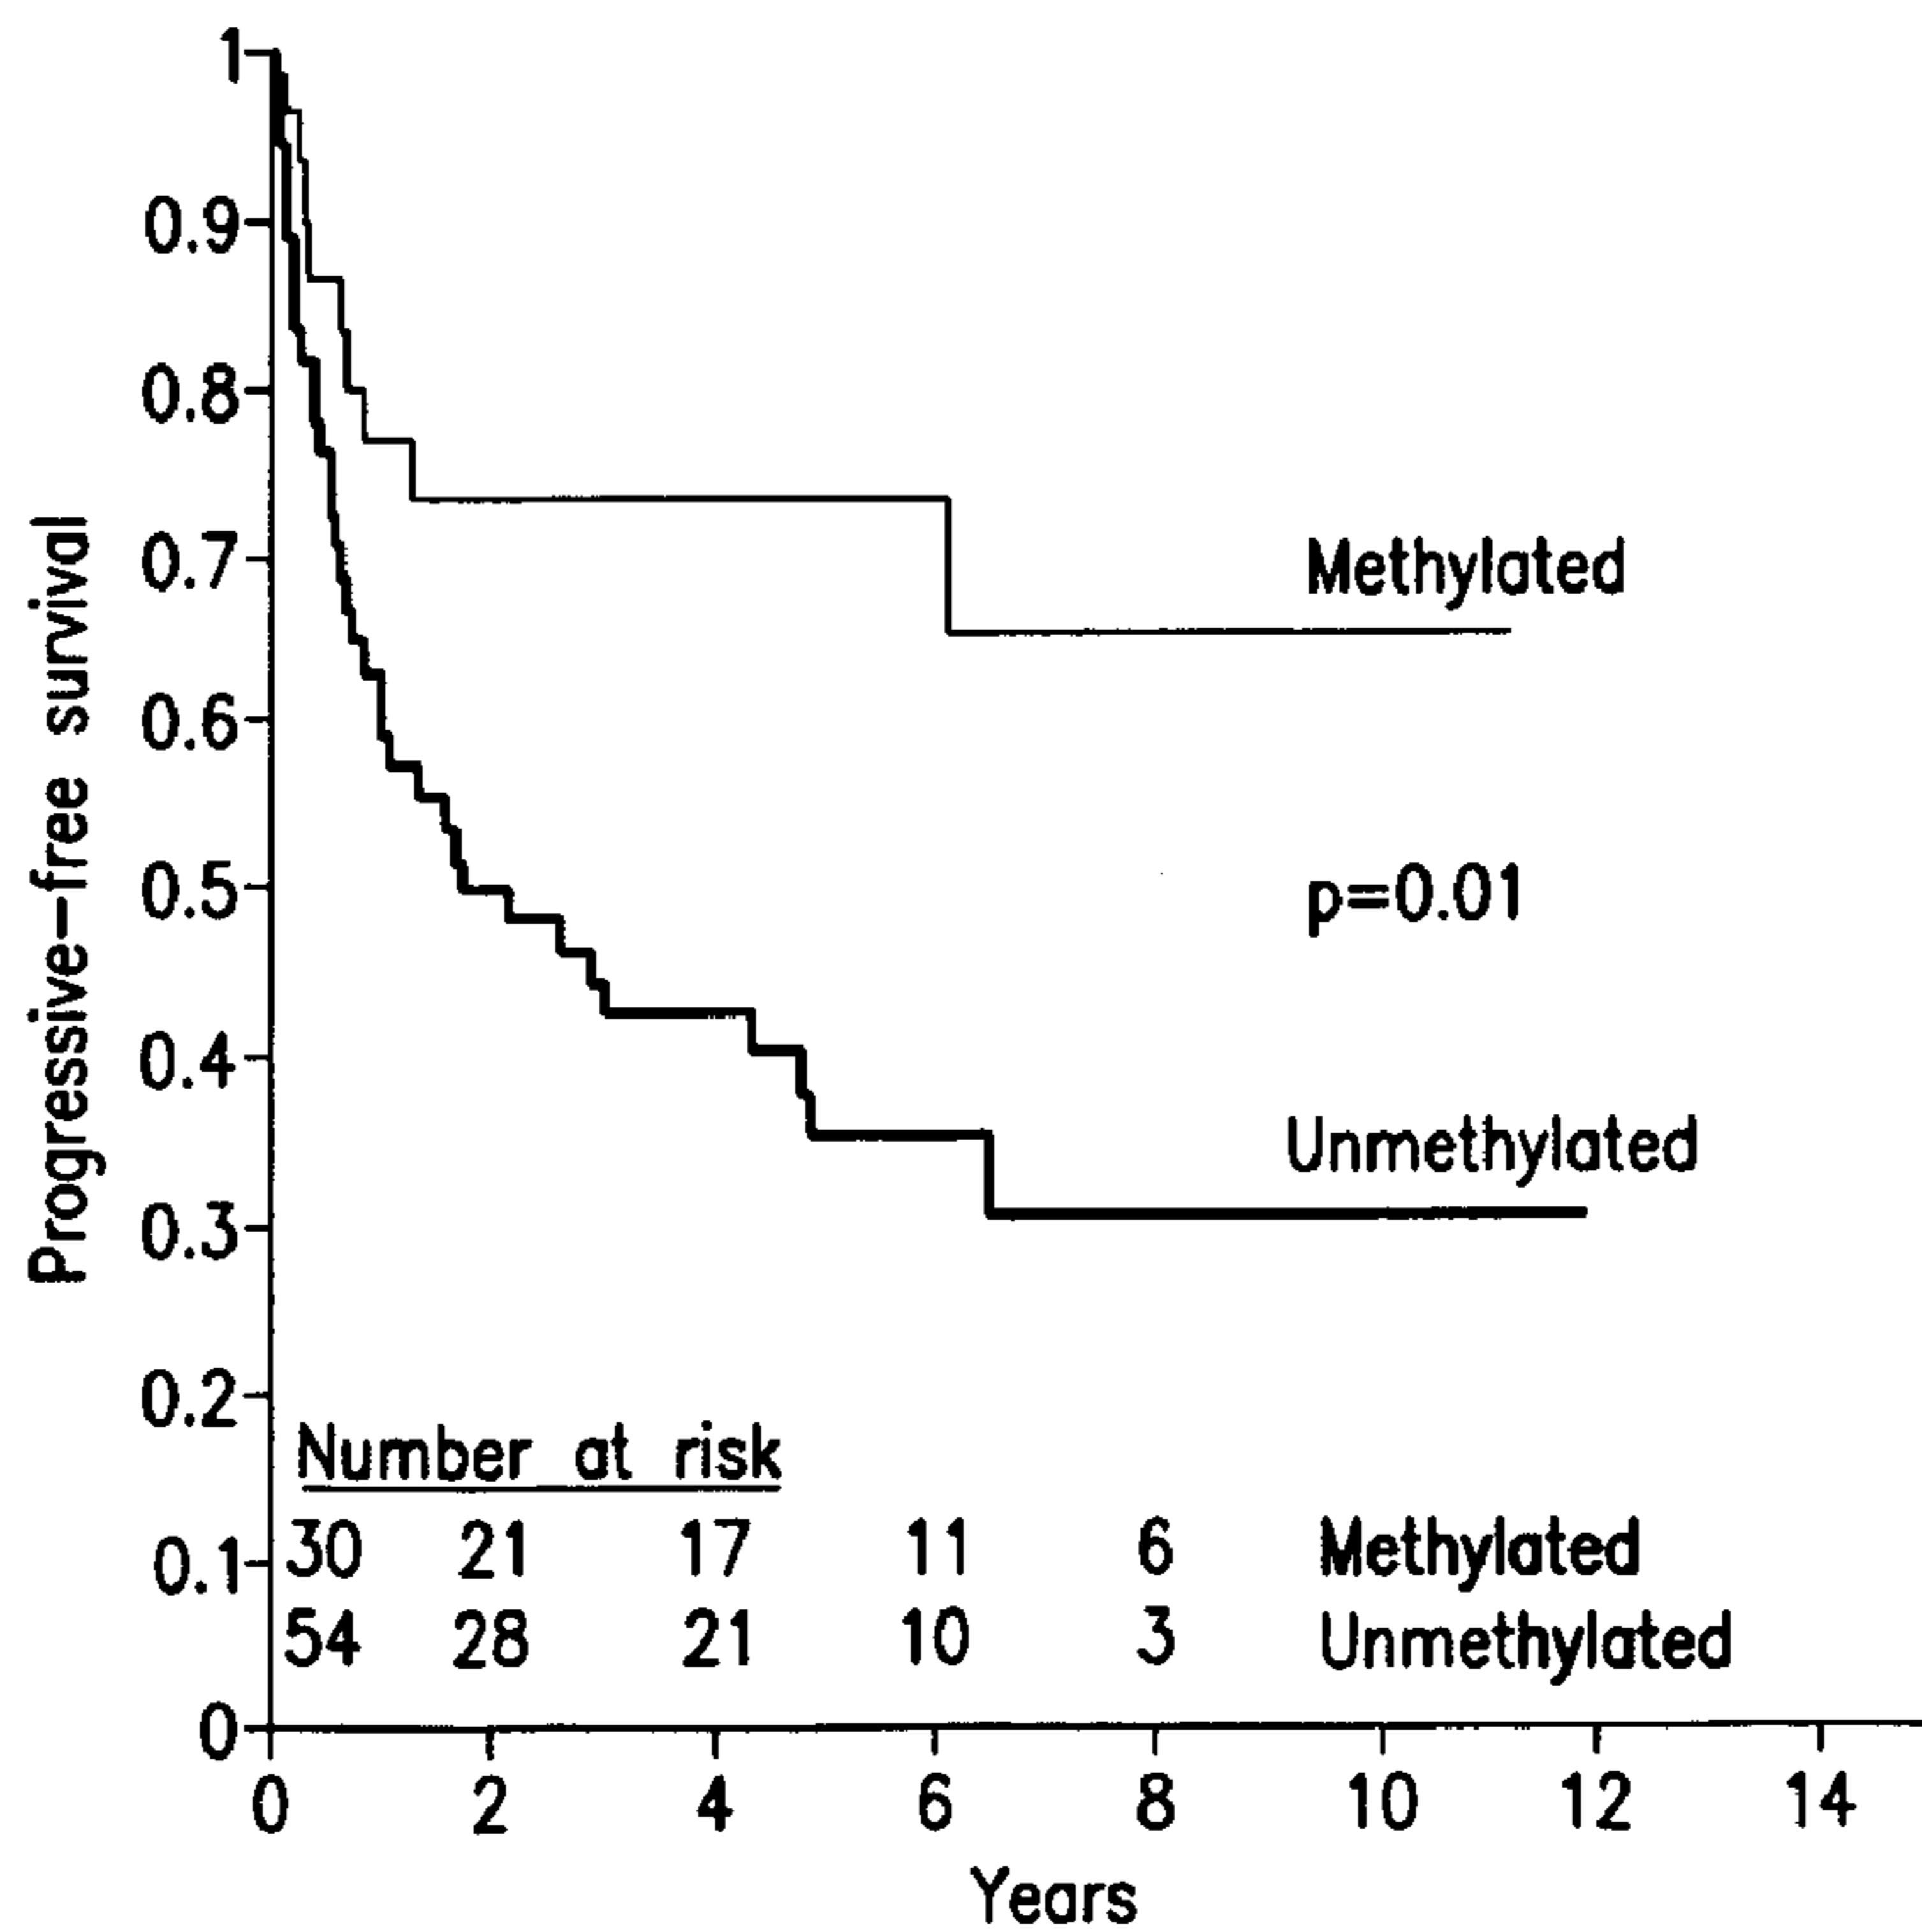 Progressive-free survival
1
0.9
0.8
0.7
0.6
0.5
0.4
0.3
0.2
0.1
0
Methylated
p=0.01
Unmethylated
Number at risk
30 21 17 11 6 Methylated
54 28 21 10 3 Unmethylated
0 2 4 6 8 10 12 14
Years